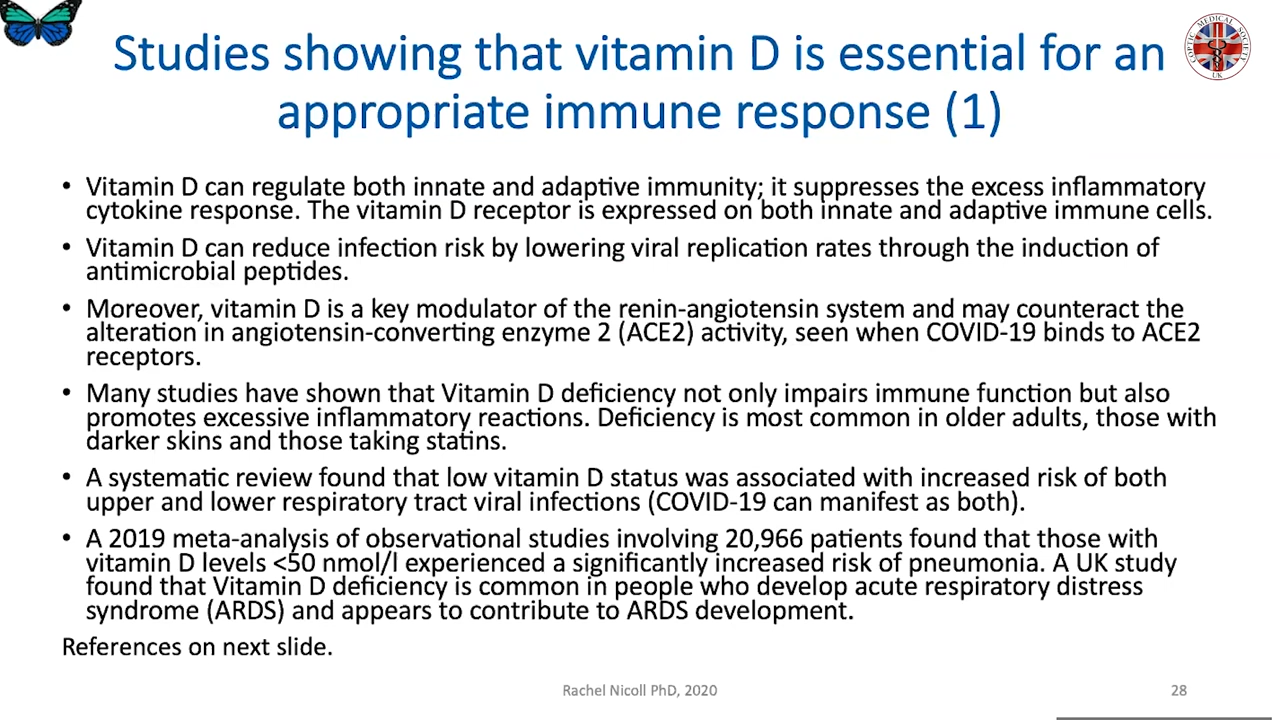 Studies showing that vitamin D is essential for an
appropriate immune response (1)
COPTIC MEDICAL SOCIETY
UK
• Vitamin D can regulate both innate and adaptive immunity; it suppresses the excess inflammatory
cytokine response. The vitamin D receptor is expressed on both innate and adaptive immune cells.
• Vitamin D can reduce infection risk by lowering viral replication rates through the induction of
antimicrobial peptides.
• Moreover, vitamin D is a key modulator of the renin-angiotensin system and may counteract the
alteration in angiotensin-converting enzyme 2 (ACE2) activity, seen when COVID-19 binds to ACE2
receptors.
• Many studies have shown that Vitamin D deficiency not only impairs immune function but also
promotes excessive inflammatory reactions. Deficiency is most common in older adults, those with
darker skins and those taking statins.
• A systematic review found that low vitamin D status was associated with increased risk of both
upper and lower respiratory tract viral infections (COVID-19 can manifest as both).
• A 2019 meta-analysis of observational studies involving 20,966 patients found that those with
vitamin D levels <50 nmol/l experienced a significantly increased risk of pneumonia. A UK study
found that Vitamin D deficiency is common in people who develop acute respiratory distress
syndrome (ARDS) and appears to contribute to ARDS development.
References on next slide.
Rachel Nicoll PhD, 2020
28